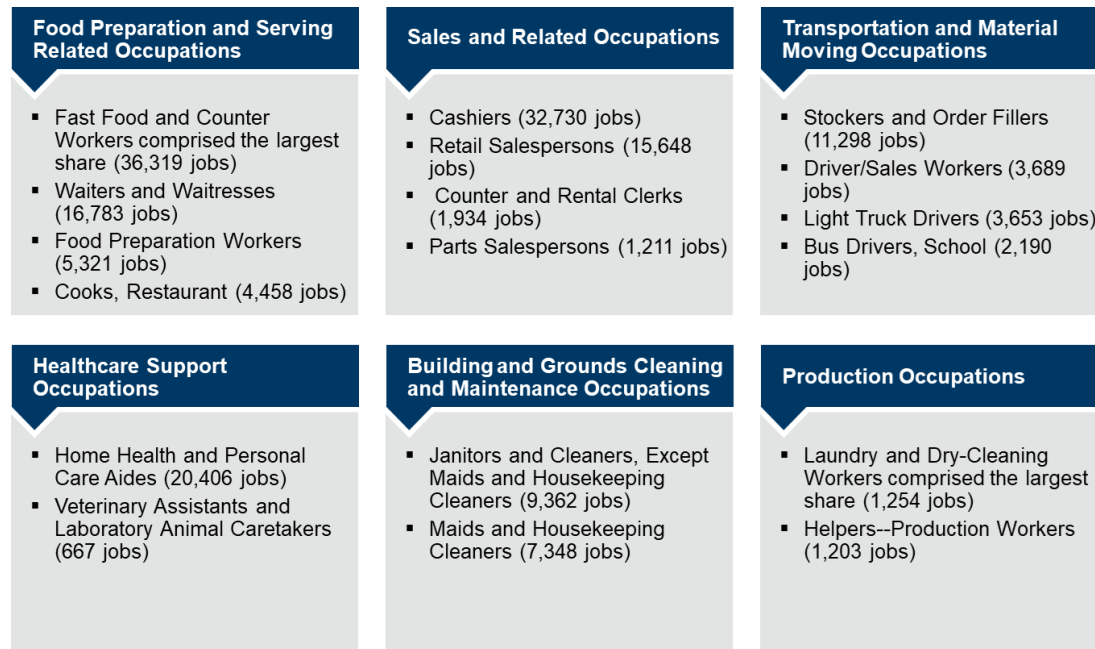 Food Preparation and Serving
Related Occupations
▪ Fast Food and Counter
Workers comprised the largest
share (36,319 jobs)
▪ Waiters and Waitresses
(16,783 jobs)
▪ Food Preparation Workers
(5,321 jobs)
▪ Cooks, Restaurant (4,458 jobs)
Sales and Related Occupations
▪ Cashiers (32,730 jobs)
▪ Retail Salespersons (15,648
jobs)
▪ Counter and Rental Clerks
(1,934 jobs)
▪ Parts Salespersons (1,211 jobs)
Transportation and Material
Moving Occupations
▪ Stockers and Order Fillers
(11,298 jobs)
▪ Driver/Sales Workers (3,689
jobs)
▪ Light Truck Drivers (3,653 jobs)
▪ Bus Drivers, School (2,190
jobs)
Healthcare Support
Occupations
▪ Home Health and Personal
Care Aides (20,406 jobs)
▪ Veterinary Assistants and
Laboratory Animal Caretakers
(667 jobs)
Building and Grounds Cleaning
and Maintenance Occupations
▪ Janitors and Cleaners, Except
Maids and Housekeeping
Cleaners (9,362 jobs)
▪ Maids and Housekeeping
Cleaners (7,348 jobs)
Production Occupations
▪ Laundry and Dry-Cleaning
Workers comprised the largest
share (1,254 jobs)
▪ Helpers--Production Workers
(1,203 jobs)